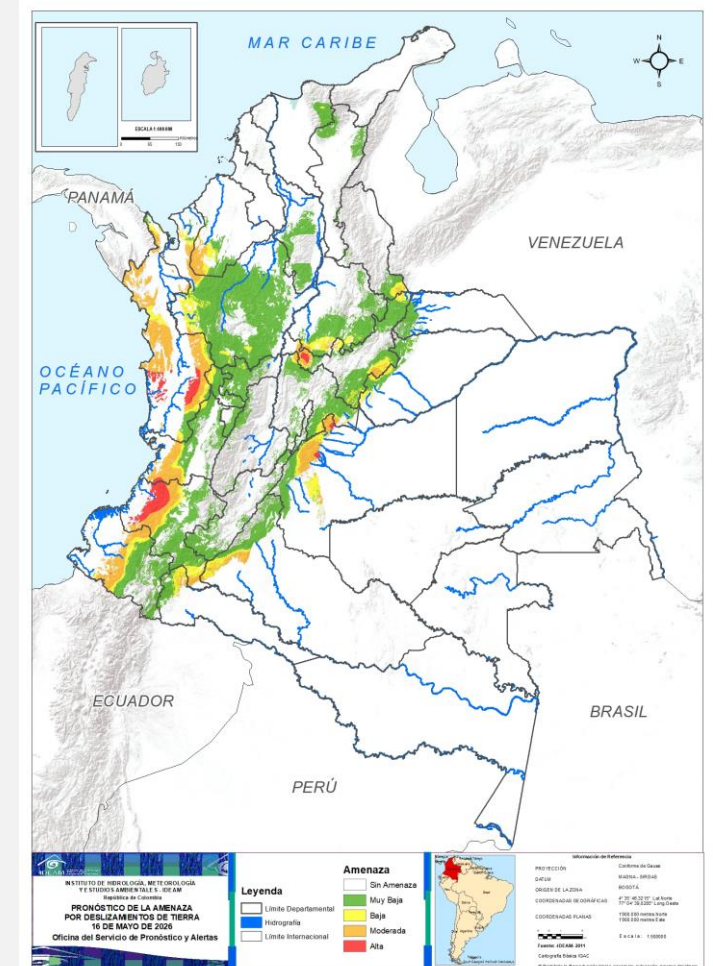 MAR CARIBE
N
W
E
S
ESCALA 1:
PANAMÁ
VENEZUELA
OCÉANO
PACÍFICO
ECUADOR
BRASIL
PERÚ
IDEAM
INSTITUTO DE HIDROLOGÍA, METEOROLOGÍA
Y ESTUDIOS AMBIENTALES - IDEAM
República de Colombia
PRONÓSTICO DE LA AMENAZA
POR DESLIZAMIENTOS DE TIERRA
16 DE MAYO DE 2026
Oficina del Servicio de Pronóstico y Alertas
Leyenda
Límite Departamental
Hidrografía
Límite Internacional
Amenaza
Sin Amenaza
Muy Baja
Baja
Moderada
Alta
Información de Referencia
PROYECCIÓN Conforme de Gauss
DATUM MAGNA - SIRGAS
ORIGEN DE LA ZONA BOGOTÁ
COORDENADAS GEOGRÁFICAS
COORDENADAS PLANAS
Escala:
Fuente: IDEAM 2011
Cartografía Básica IGAC